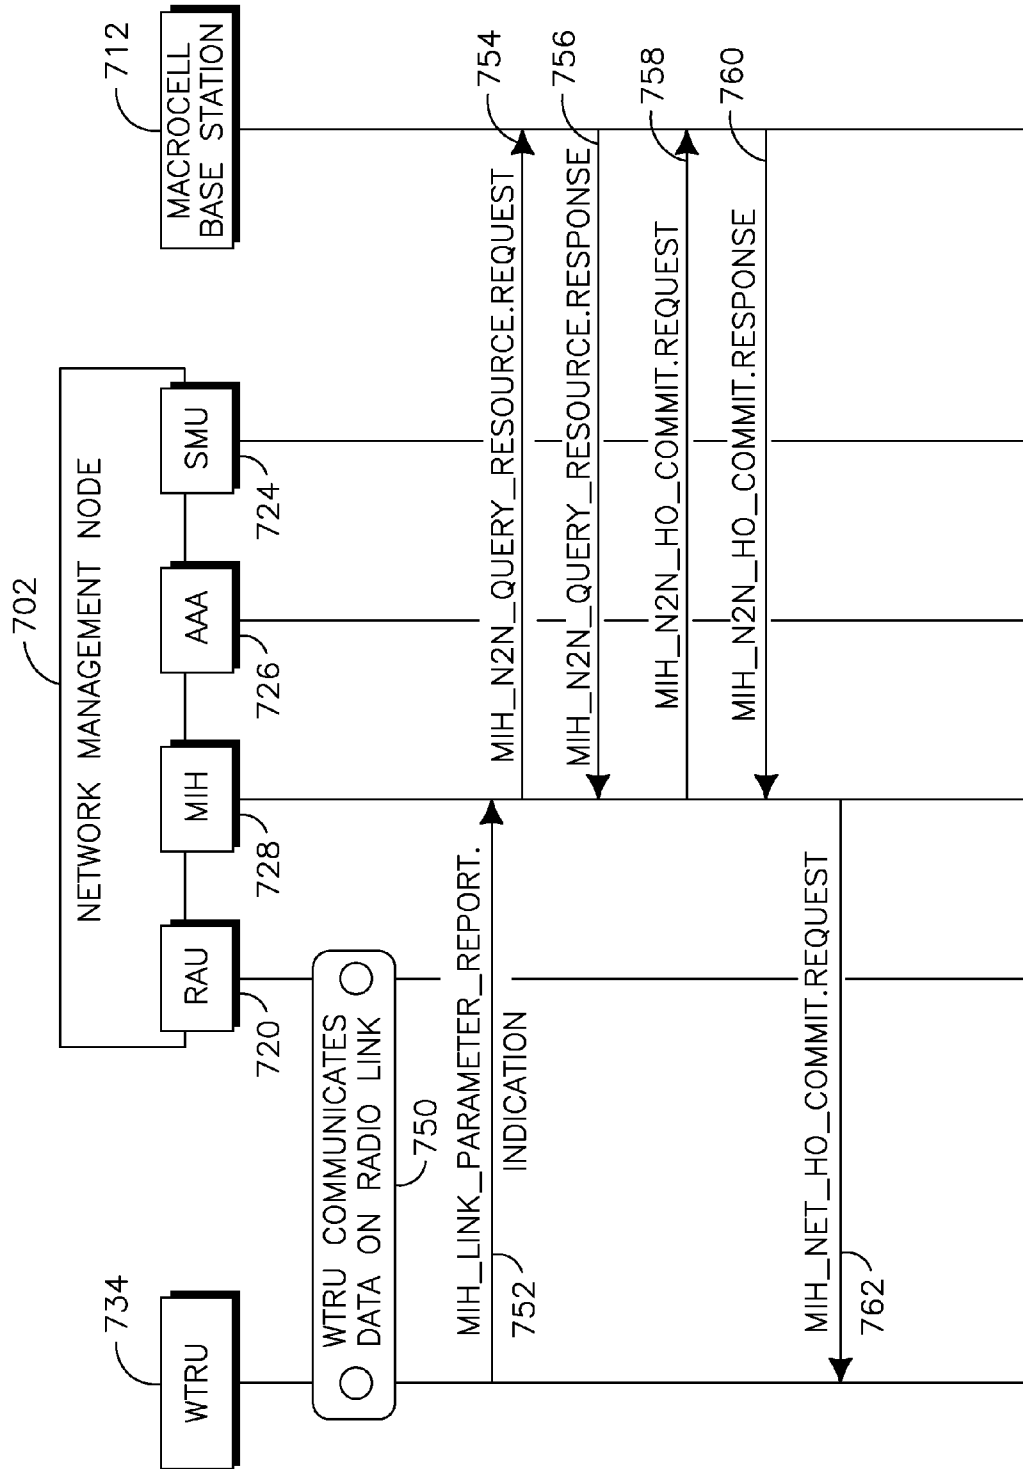 702
NETWORK MANAGEMENT NODE
734
WTRU
RAU
720
MIH
728
AAA
726
SMU
724
712
MACROCELL
BASE STATION
WTRU COMMUNICATES
DATA ON RADIO LINK
750
MIH_LINK_PARAMETER_REPORT.
INDICATION
752
MIH_N2N_QUERY_RESOURCE.REQUEST
754
MIH_N2N_QUERY_RESOURCE.RESPONSE
756
MIH_N2N_HO_COMMIT.REQUEST
758
MIH_N2N_HO_COMMIT.RESPONSE
760
MIH_NET_HO_COMMIT.REQUEST
762